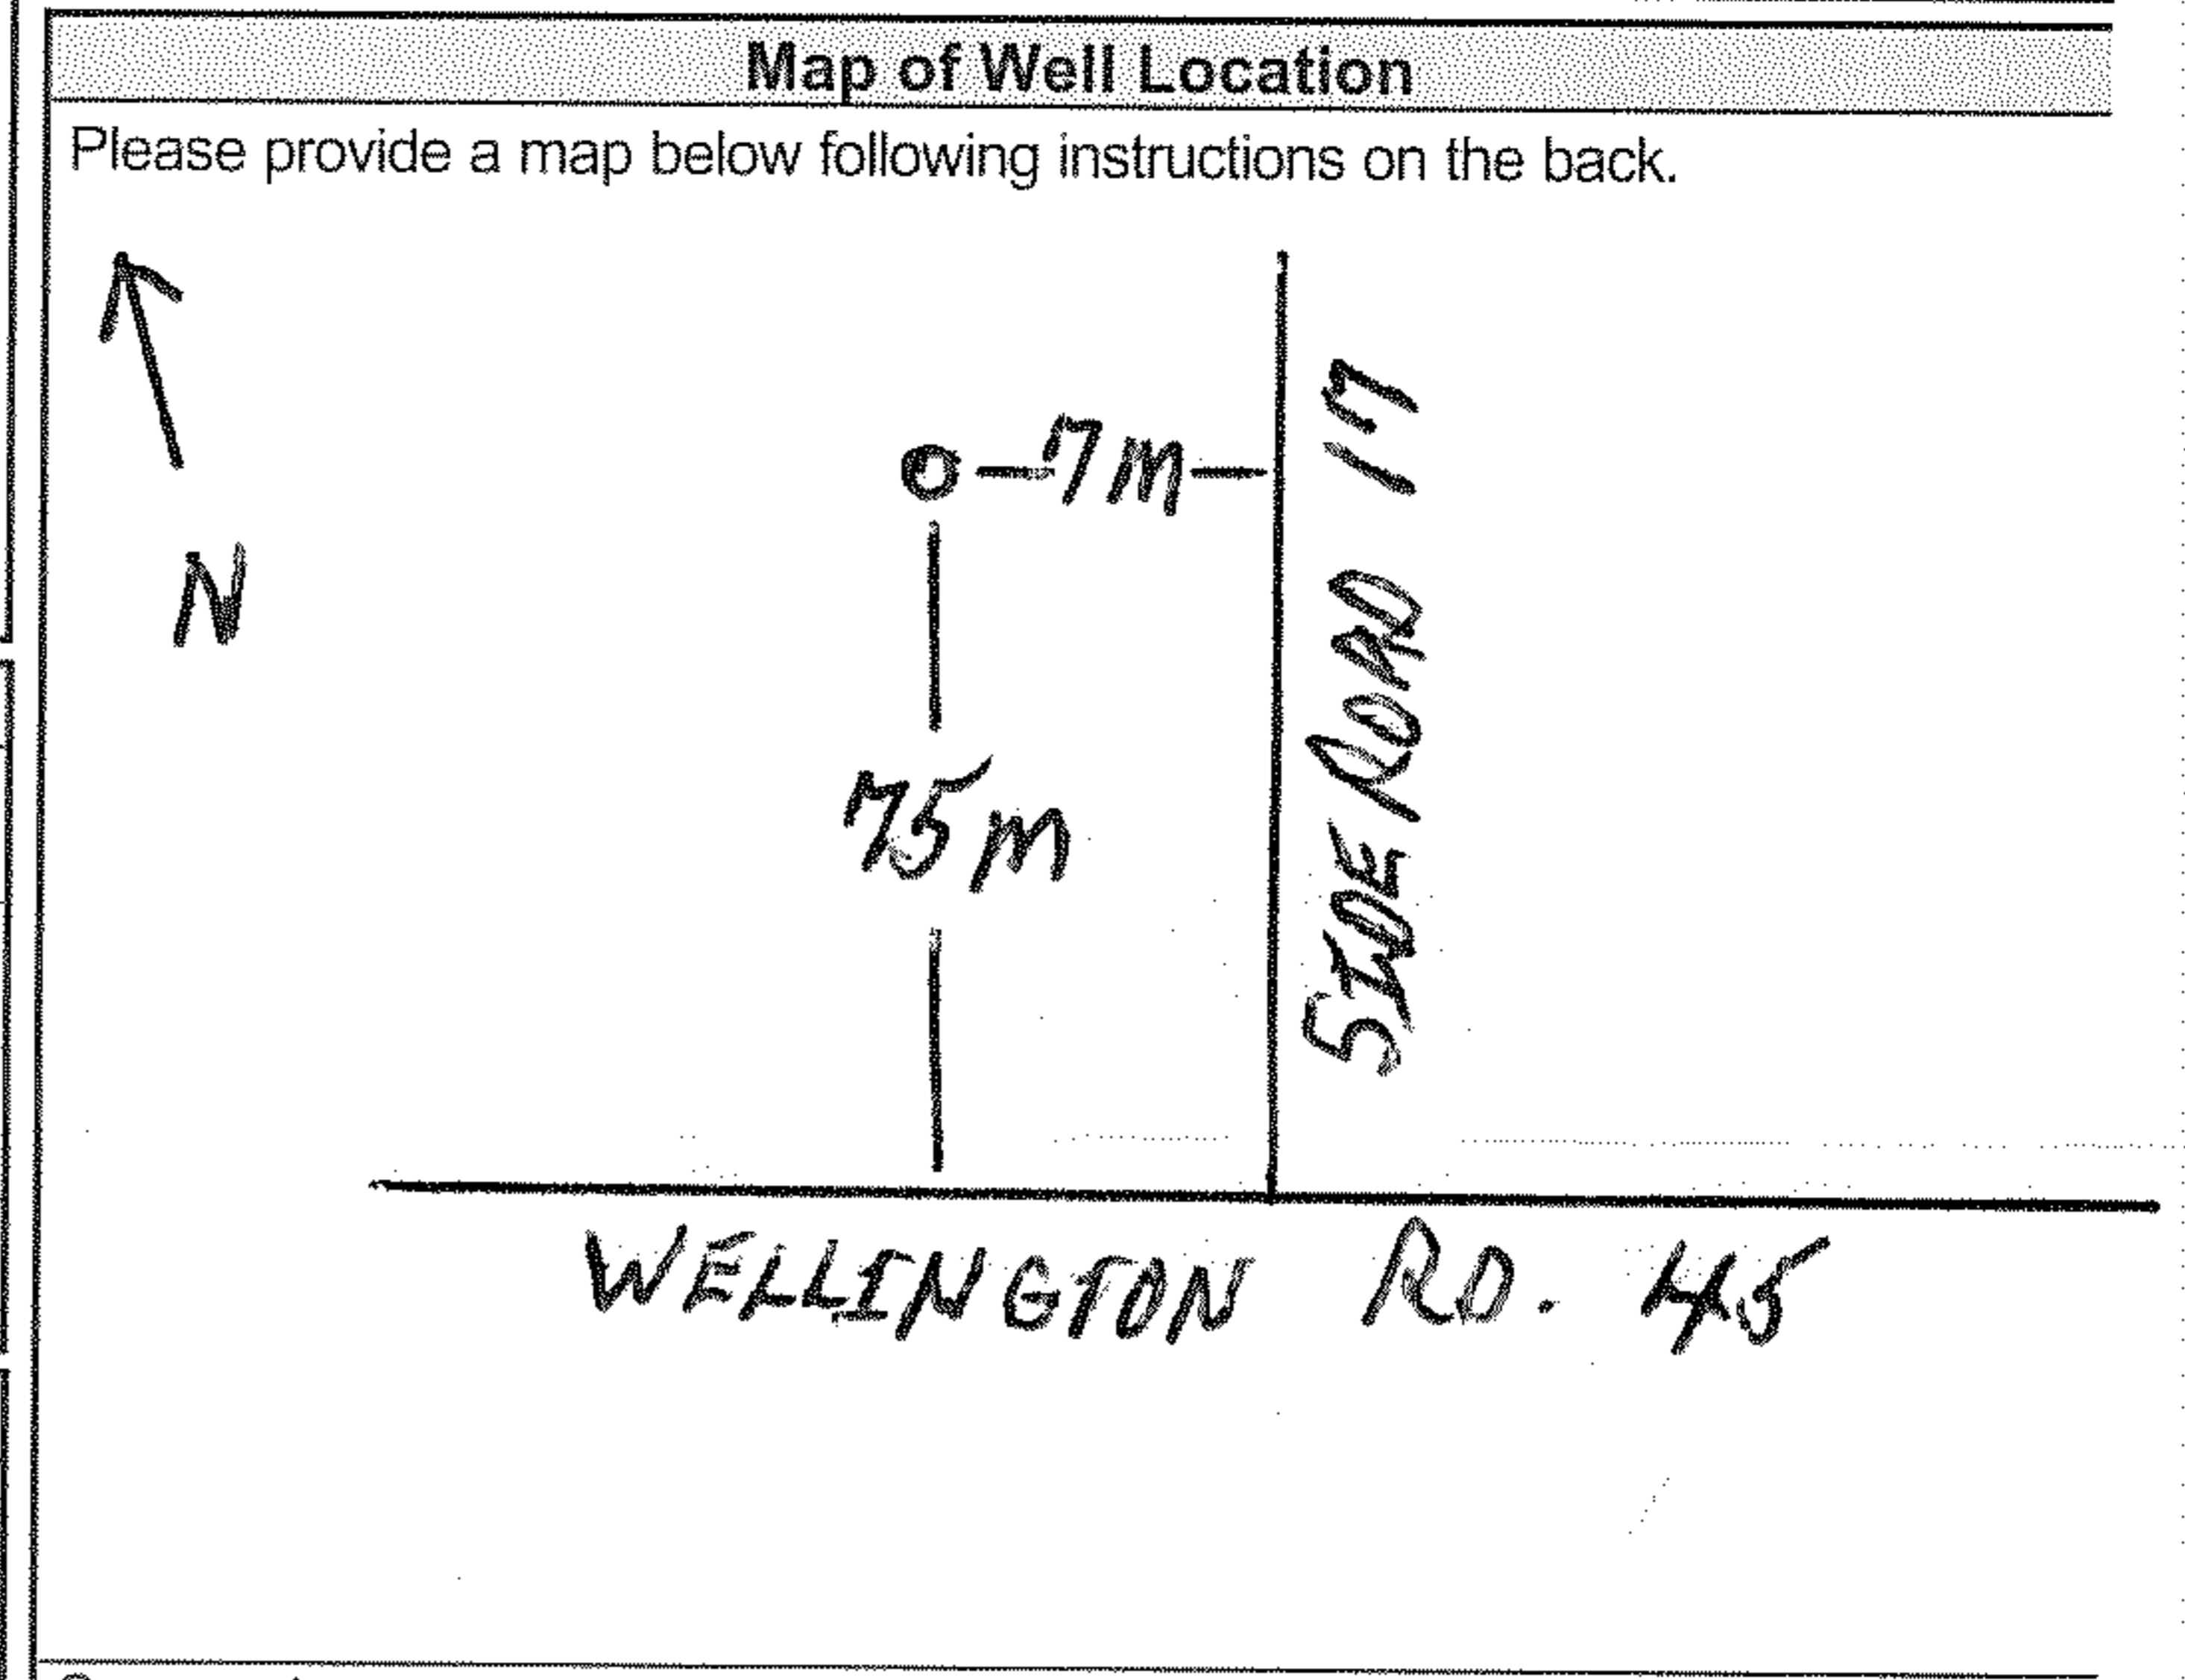 Map of Well Location
Please provide a map below following instructions on the back.
N
7m
75m
SIDE ROAD 17
WELLINGTON RD. 45